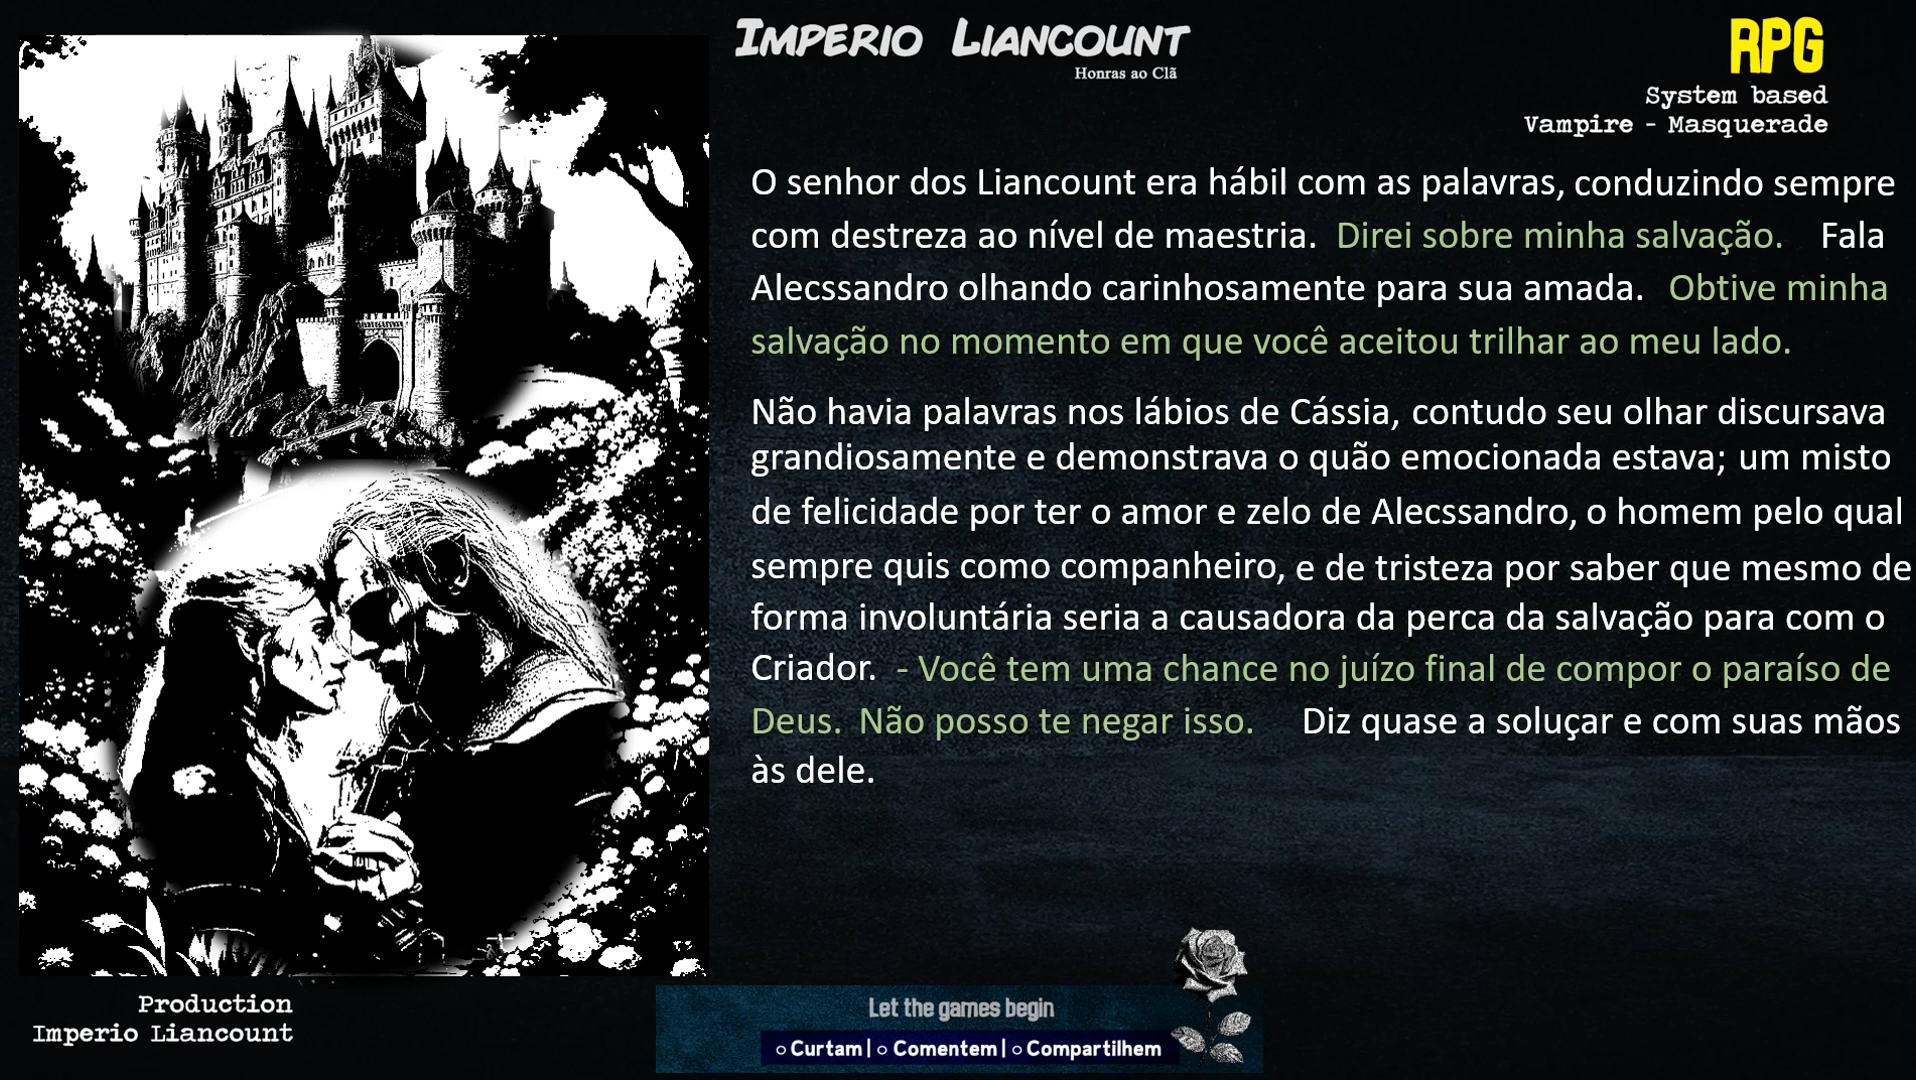 Imperio Liancount
Honras ao Clã
RPG
System based
Vampire - Masquerade
O senhor dos Liancount era hábil com as palavras, conduzindo sempre
com destreza ao nível de maestria. Direi sobre minha salvação. Fala
Alecssandro olhando carinhosamente para sua amada. Obtive minha
salvação no momento em que você aceitou trilhar ao meu lado.
Não havia palavras nos lábios de Cássia, contudo seu olhar discursava
grandiosamente e demonstrava o quão emocionada estava; um misto
de felicidade por ter o amor e zelo de Alecssandro, o homem pelo qual
sempre quis como companheiro, e de tristeza por saber que mesmo de
forma involuntária seria a causadora da perca da salvação para com o
Criador. - Você tem uma chance no juízo final de compor o paraíso de
Deus. Não posso te negar isso. Diz quase a soluçar e com suas mãos
às dele.
Production
Imperio Liancount
Let the games begin
o Curtam | o Comentem | o Compartilhem